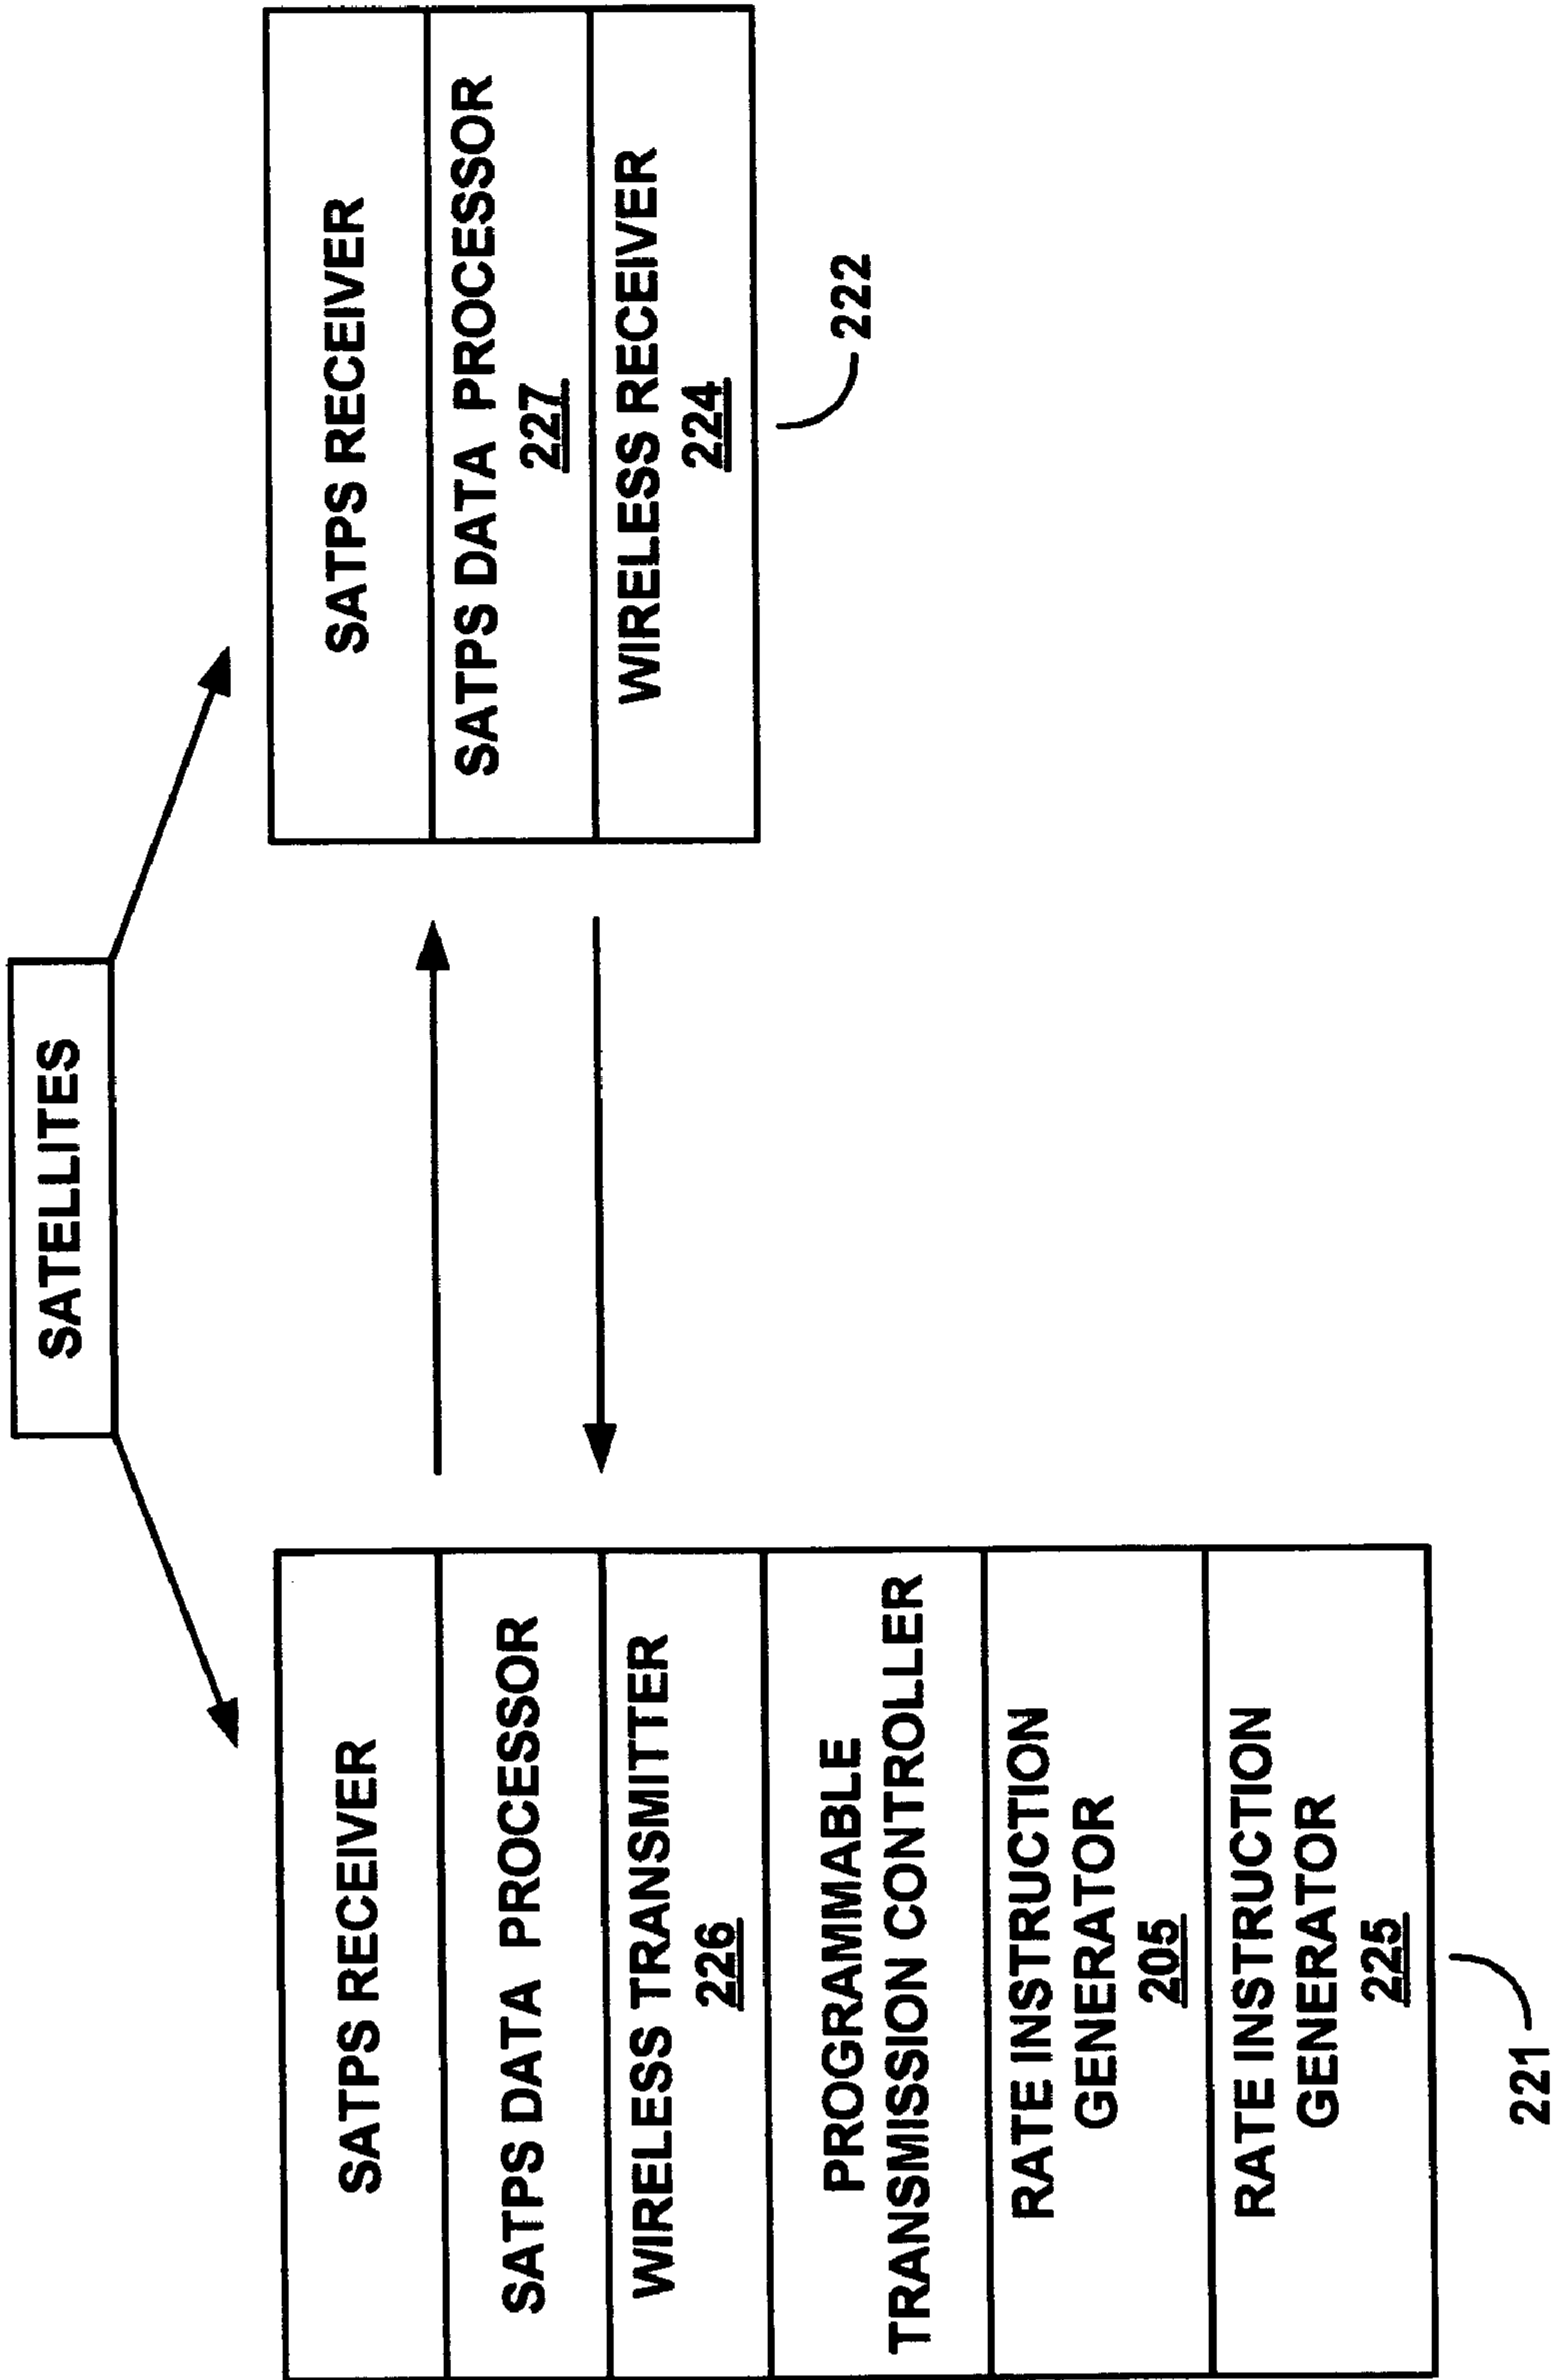 SATELLITES
SATPS RECEIVER
SATPS DATA PROCESSOR
WIRELESS TRANSMITTER
226
PROGRAMMABLE
TRANSMISSION CONTROLLER
RATE INSTRUCTION
GENERATOR
205
RATE INSTRUCTION
GENERATOR
225
221
SATPS RECEIVER
SATPS DATA PROCESSOR
227
WIRELESS RECEIVER
224
222